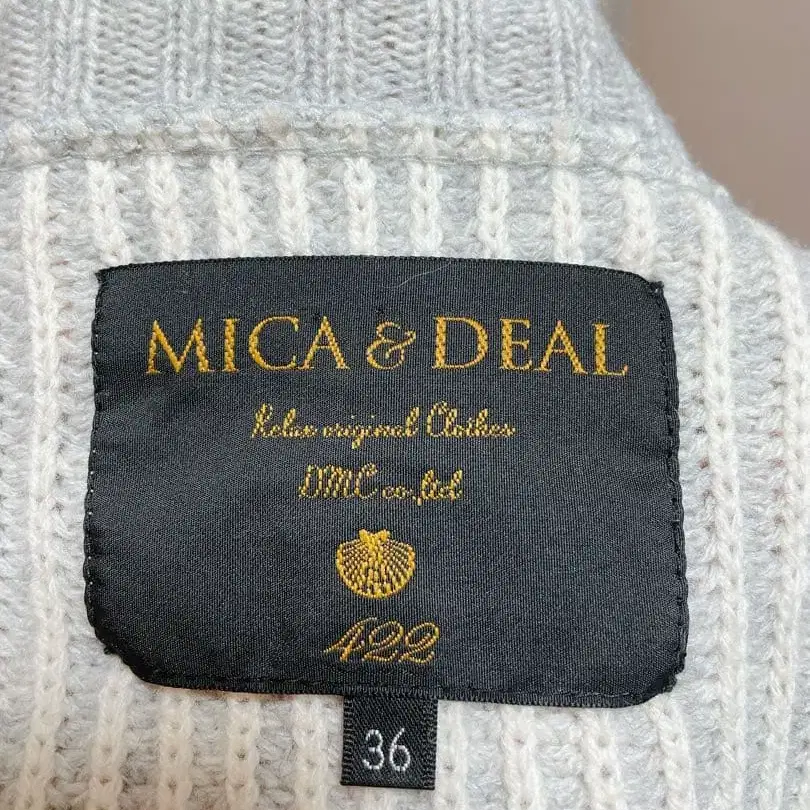 MICA & DEAL
Relax original Clothes
DMC co.,ltd
422
36